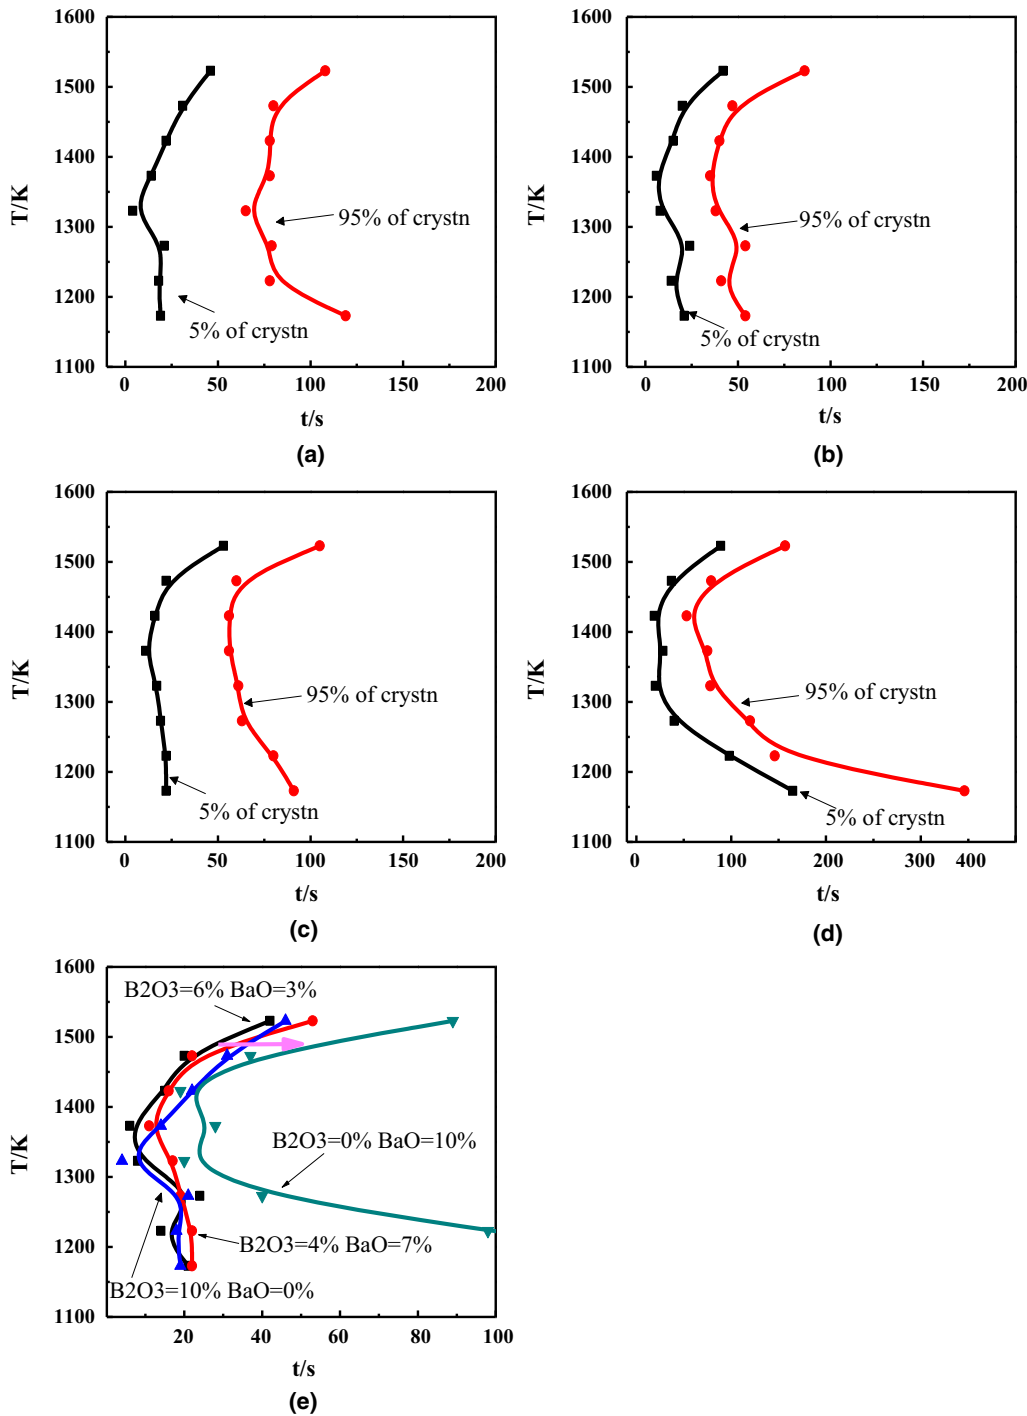 1600
1500
1400
1300
1200
1100
T/K
95% of crystn
5% of crystn
0 50 100 150 200
t/s
(a)
1600
1500
1400
1300
1200
1100
T/K
95% of crystn
5% of crystn
0 50 100 150 200
t/s
(b)
1600
1500
1400
1300
1200
1100
T/K
95% of crystn
5% of crystn
0 50 100 150 200
t/s
(c)
1600
1500
1400
1300
1200
1100
T/K
95% of crystn
5% of crystn
0 100 200 300 400
t/s
(d)
1600
1500
1400
1300
1200
1100
T/K
B2O3=6% BaO=3%
B2O3=0% BaO=10%
B2O3=4% BaO=7%
B2O3=10% BaO=0%
20 40 60 80 100
t/s
(e)